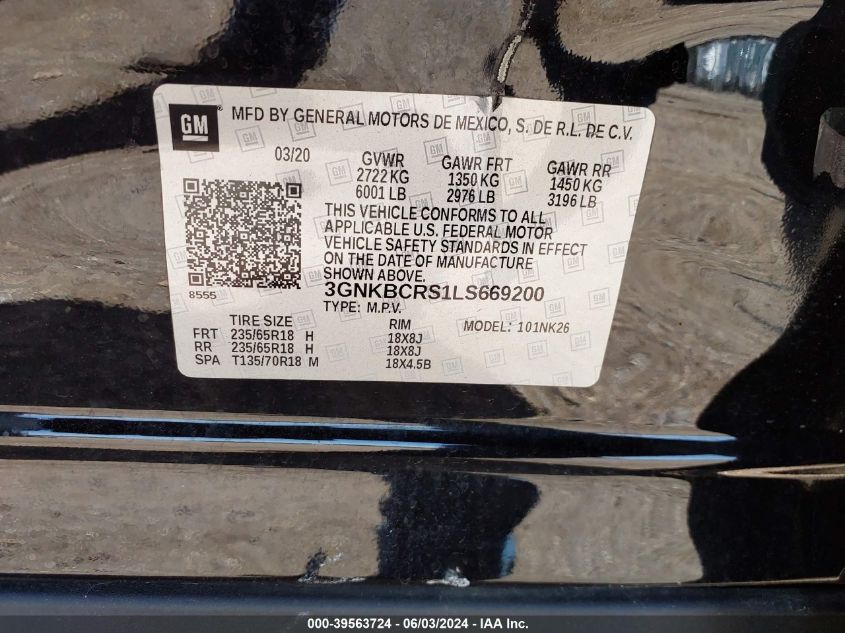 GM MFD BY GENERAL MOTORS DE MEXICO, S. DE R.L. DE C.V.
03/20 GVWR GAWR FRT GAWR RR
2722 KG 1350 KG 1450 KG
6001 LB 2976 LB 3196 LB
THIS VEHICLE CONFORMS TO ALL
APPLICABLE U.S. FEDERAL MOTOR
VEHICLE SAFETY STANDARDS IN EFFECT
ON THE DATE OF MANUFACTURE
SHOWN ABOVE.
8555
3GNKBCRS1LS669200
TYPE: M.P.V.
TIRE SIZE RIM MODEL: 101NK26
FRT 235/65R18 H 18X8J
RR 235/65R18 H 18X8J
SPA T135/70R18 M 18X4.5B
000-39563724 - 06/03/2024 - IAA Inc.